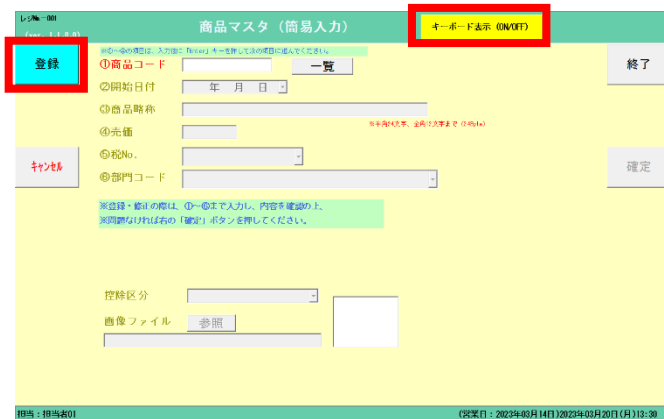 レジNo-001
(ver. 1.1.0.0)
商品マスタ（簡易入力）
キーボード表示 (ON/OFF)
※①～⑥の項目は、入力後に「Enter」キーを押して次の項目に進んでください。
登録
①商品コード
一覧
終了
②開始日付
年 月 日
③商品略称
※半角24文字、全角12文字まで
④売価
⑤税No.
キャンセル
⑥部門コード
確定
※登録・修正の際は、①～⑥まで入力し、内容を確認の上、
※問題なければ右の「確定」ボタンを押してください。
控除区分
画像ファイル
参照
担当：担当者01
(営業日：2023年03月14日)2023年03月20日(月)13:30